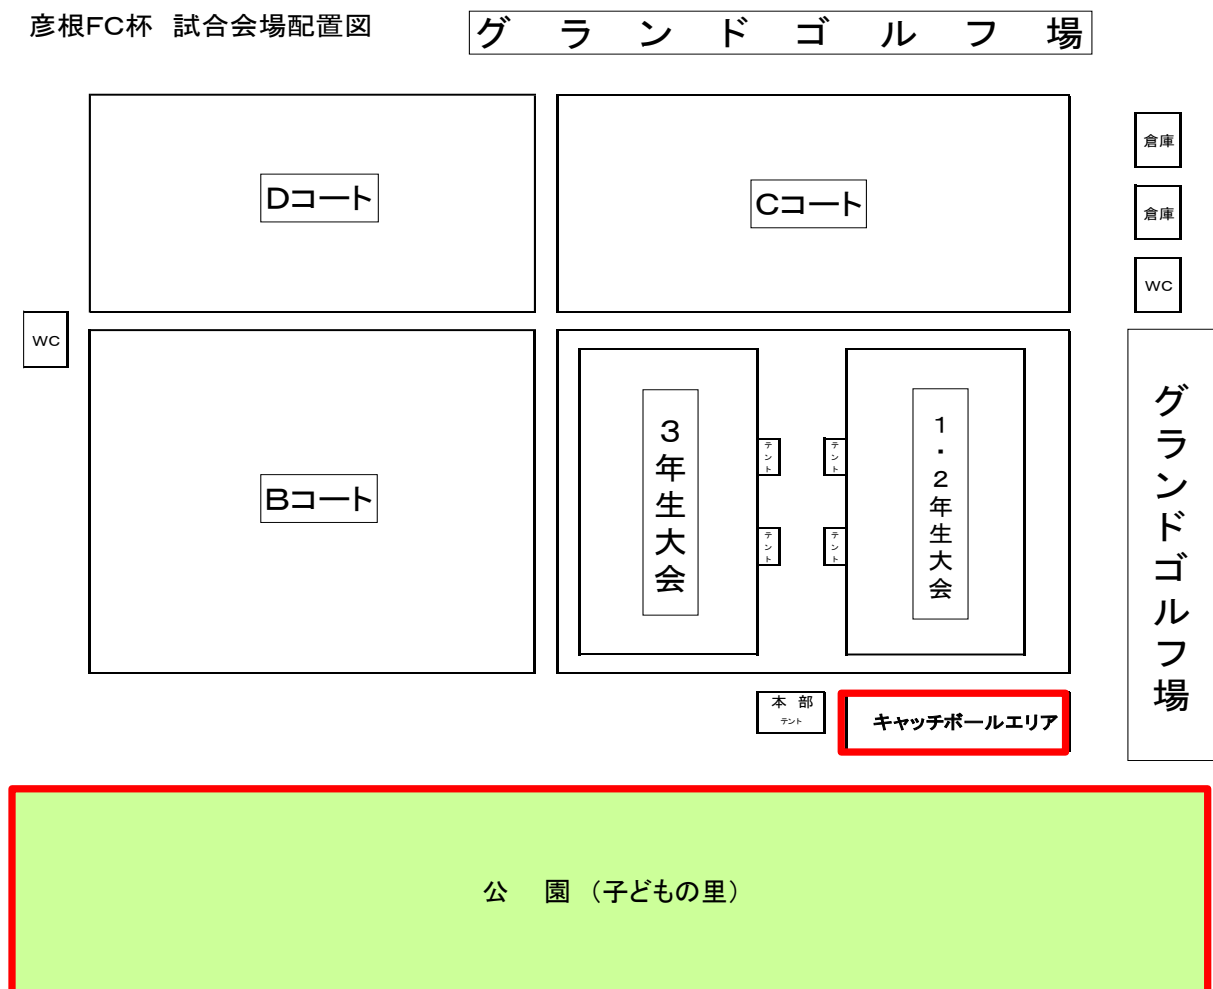 彦根FC杯　試合会場配置図
グランドゴルフ場
Dコート
Cコート
倉庫
倉庫
WC
WC
Bコート
3年生大会
テント
テント
テント
テント
1・2年生大会
グランドゴルフ場
本 部
テント
キャッチボールエリア
公　園（子どもの里）